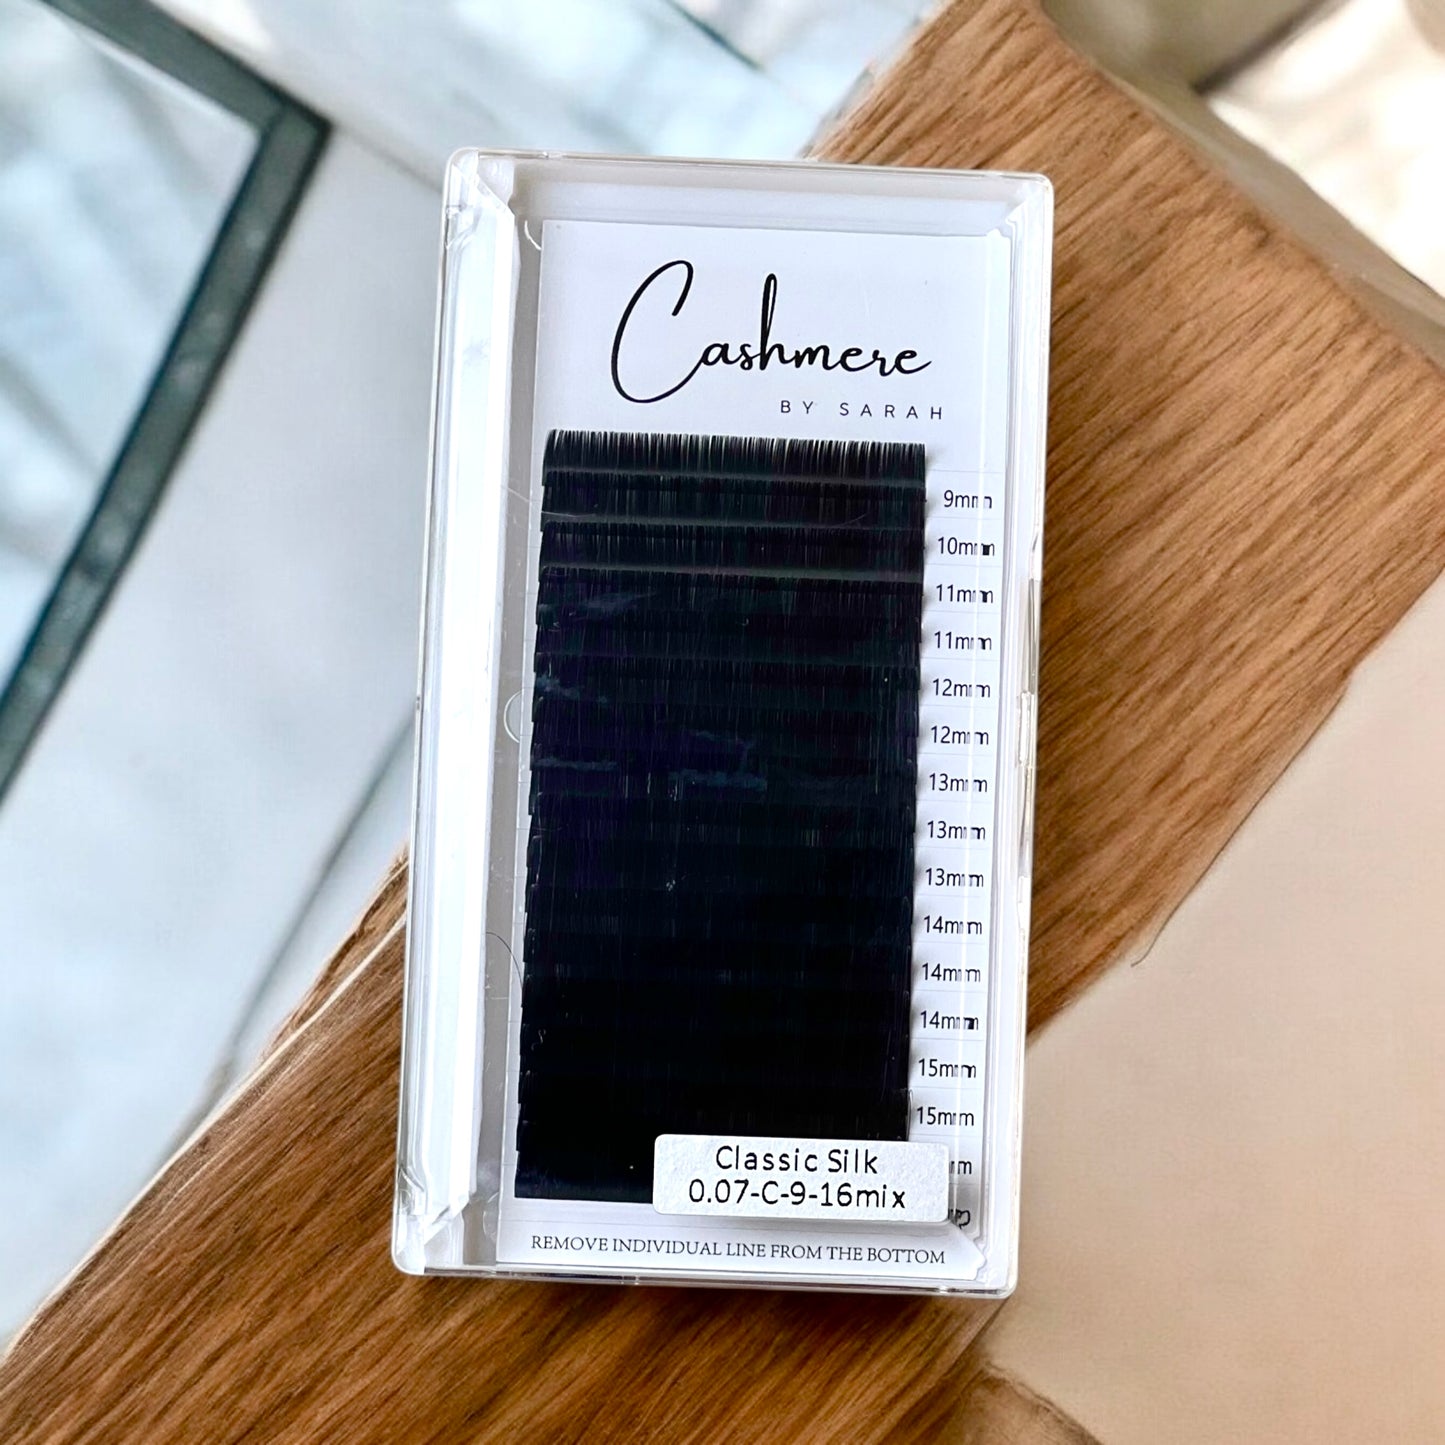 Cashmere
BY SARAH
9mm
10mm
11mm
11mm
12mm
12mm
13mm
13mm
13mm
14mm
14mm
14mm
15mm
15mm
Classic Silk
0.07-C-9-16mix
REMOVE INDIVIDUAL LINE FROM THE BOTTOM